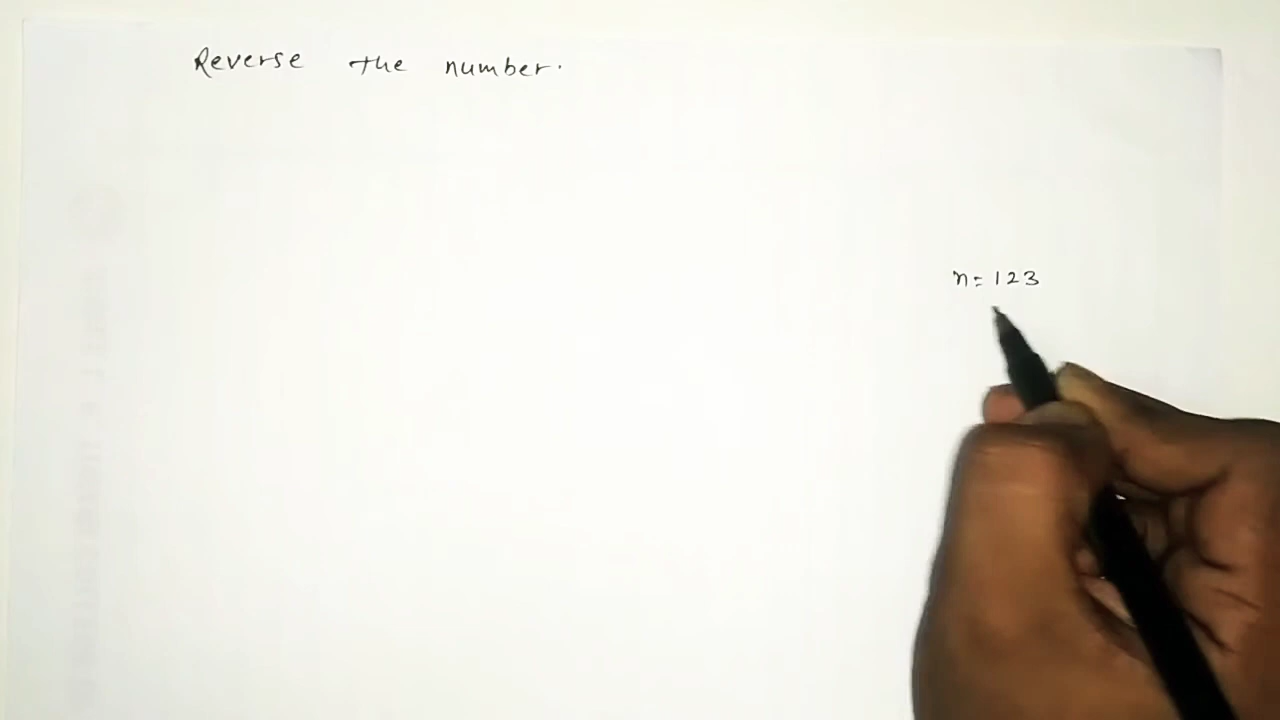 Reverse the number.
n = 123